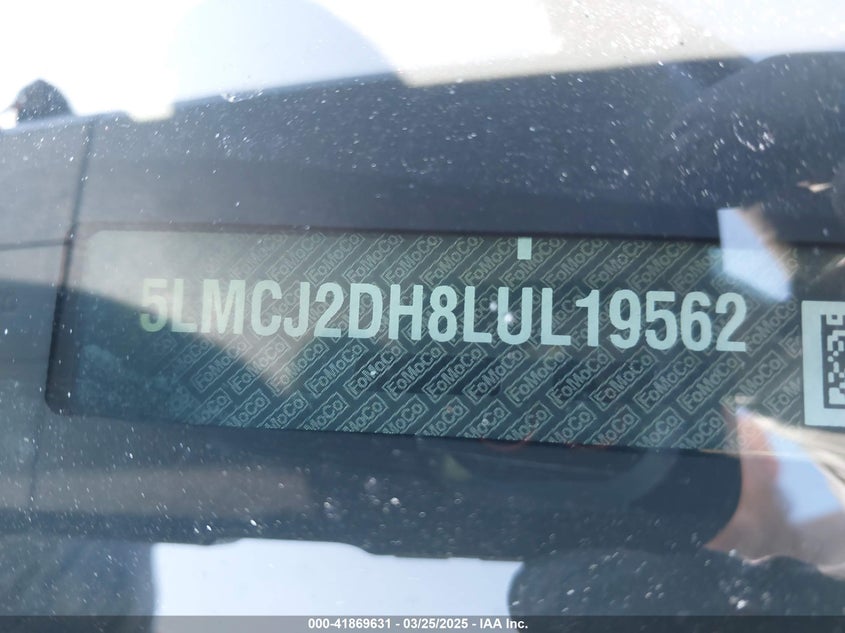 5LMCJ2DH8LUL19562
000-41869631 - 03/25/2025 - IAA Inc.